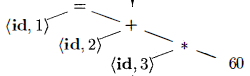 =
⟨id, 1⟩
+
⟨id, 2⟩
*
⟨id, 3⟩
60